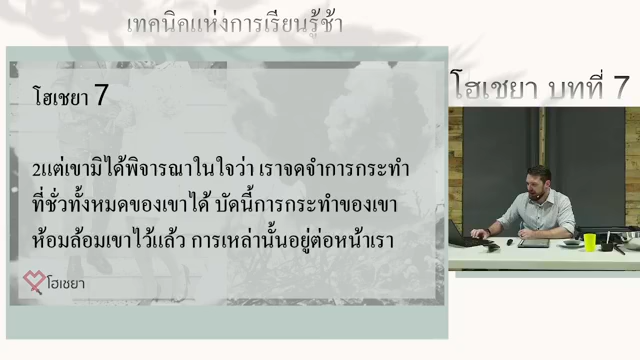 เทคนิคแห่งการเรียนรู้ช้า
โฮเชยา บทที่ 7
โฮเชยา 7
2แต่เขามิได้พิจารณาในใจว่า เราจดจำการกระทำ
ที่ชั่วทั้งหมดของเขาได้ บัดนี้การกระทำของเขา
ห้อมล้อมเขาไว้แล้ว การเหล่านั้นอยู่ต่อหน้าเรา
โฮเชยา